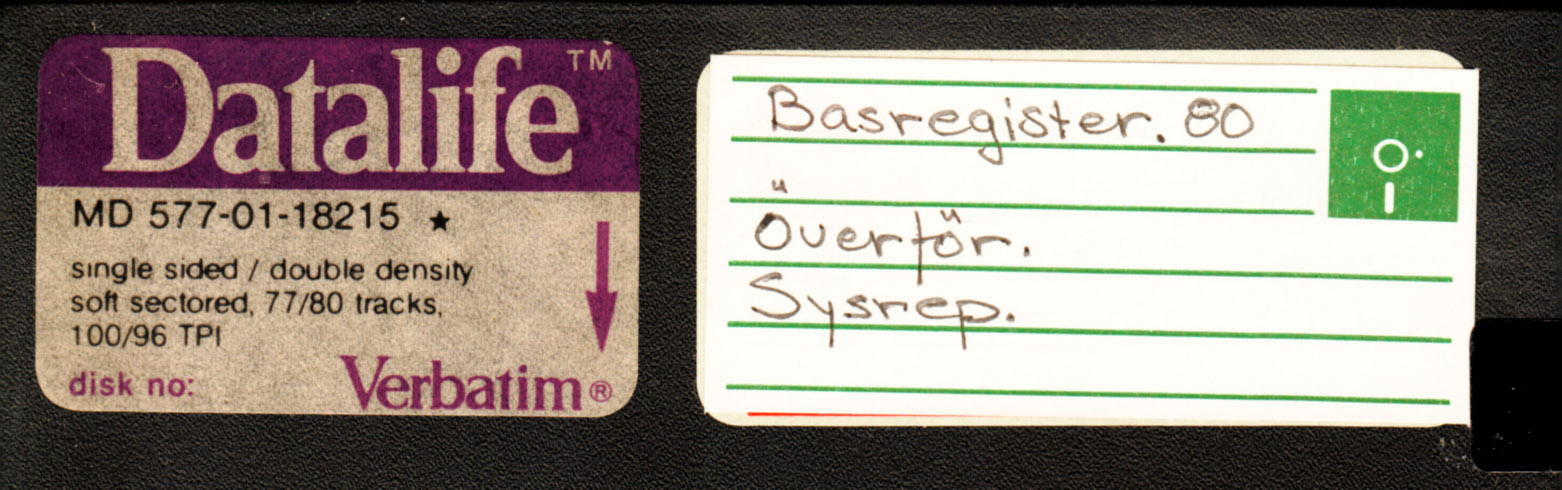 Datalife™
MD 577-01-18215 ★
single sided / double density
soft sectored, 77/80 tracks,
100/96 TPI
disk no:
Verbatim®
Basregister. 80
Överför.
Sysrep.